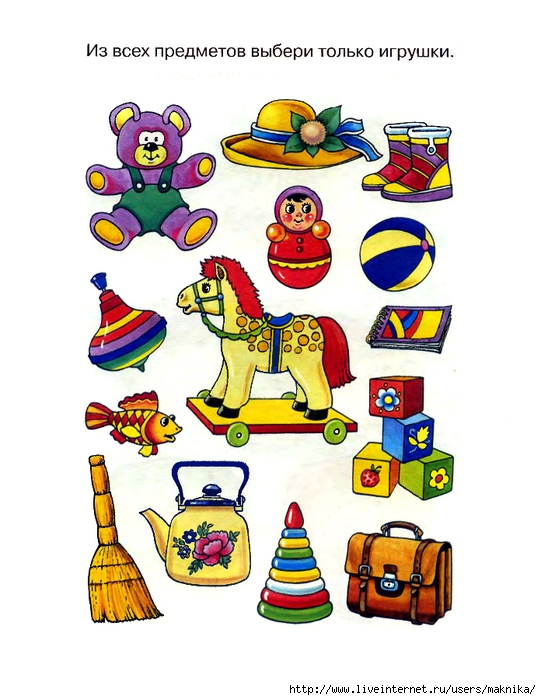 Из всех предметов выбери только игрушки.
http://www.liveinternet.ru/users/maknika/